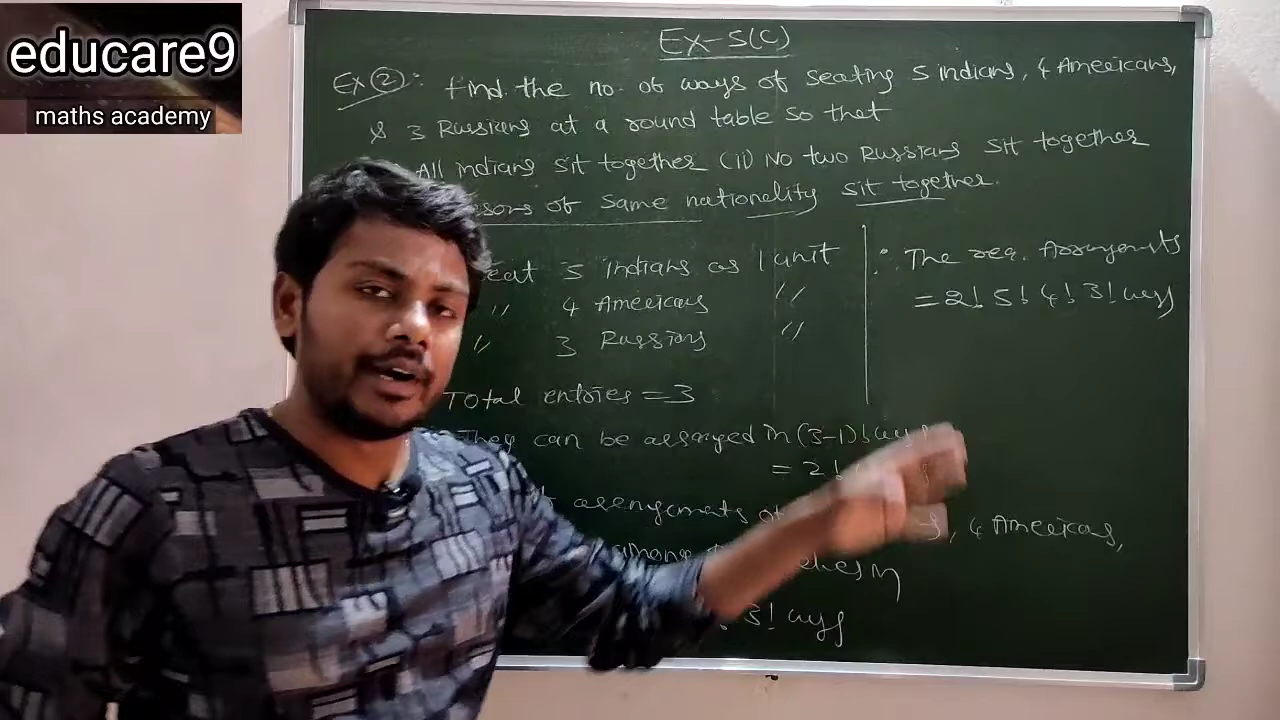 educare9
maths academy
Ex-5(C)
Ex ②: Find the no. of ways of seating 5 indians, 4 Americans,
& 3 Russians at a round table so that
All indians sit together (ii) No two Russians sit together
of same nationality sit together.
5 Indians as 1 unit
,, 4 Americans ,,
,, 3 Russians ,,
Total entries = 3
They can be arranged in (3-1)! ways
= 2!
arrangements 4 Americans,
among
3! ways
∴ The req. Arrangements
= 2! 5! 4! 3! ways